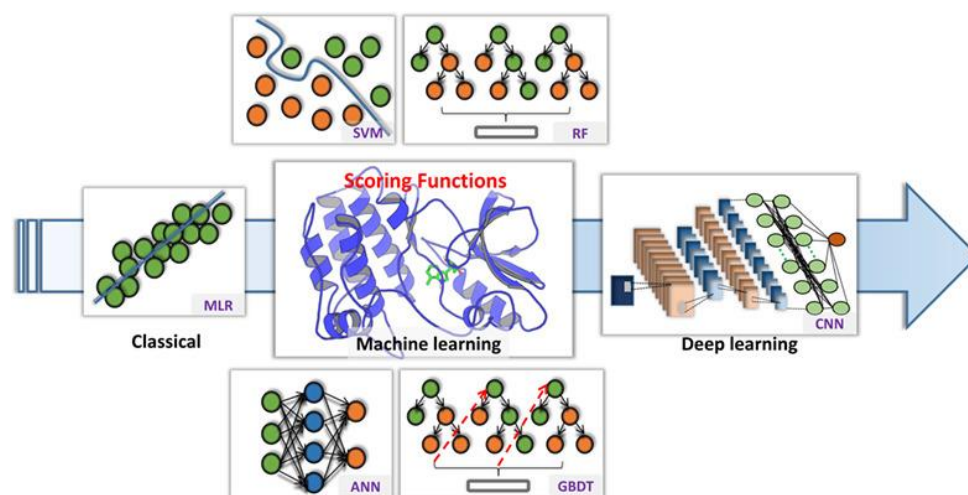 SVM
RF
Scoring Functions
MLR
CNN
Classical
Machine learning
Deep learning
ANN
GBDT